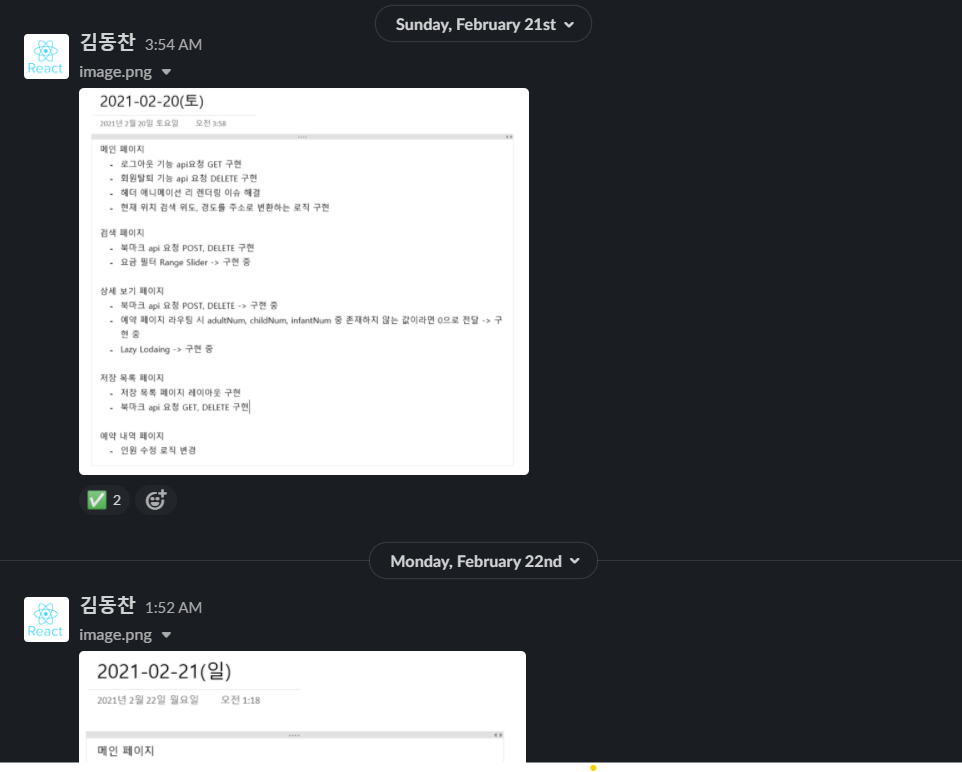 Sunday, February 21st
김동찬 3:54 AM
React
image.png
2021-02-20(토)
2021년 2월 20일 토요일 오전 3:58
메인 페이지
- 로그아웃 기능 api요청 GET 구현
- 회원탈퇴 기능 api 요청 DELETE 구현
- 헤더 애니메이션 리 렌더링 이슈 해결
- 현재 위치 검색 위도, 경도를 주소로 변환하는 로직 구현
검색 페이지
- 북마크 api 요청 POST, DELETE 구현
- 요금 필터 Range Slider -> 구현 중
상세 보기 페이지
- 북마크 api 요청 POST, DELETE -> 구현 중
- 예약 페이지 라우팅 시 adultNum, childNum, infantNum 중 존재하지 않는 값이라면 0으로 전달 -> 구
현 중
- Lazy Lodaing -> 구현 중
저장 목록 페이지
- 저장 목록 페이지 레이아웃 구현
- 북마크 api 요청 GET, DELETE 구현
예약 내역 페이지
- 인원 수정 로직 변경
2
Monday, February 22nd
김동찬 1:52 AM
React
image.png
2021-02-21(일)
2021년 2월 22일 월요일 오전 1:18
메인 페이지